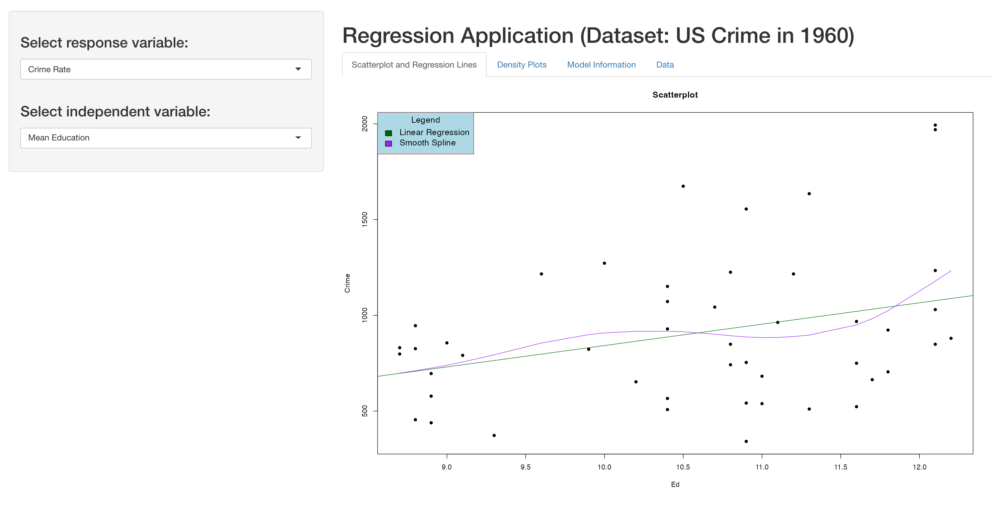 Select response variable:
Crime Rate
Select independent variable:
Mean Education
Regression Application (Dataset: US Crime in 1960)
Scatterplot and Regression Lines
Density Plots
Model Information
Data
Scatterplot
Legend
Linear Regression
Smooth Spline
2000
1500
1000
500
Crime
9.0
9.5
10.0
10.5
11.0
11.5
12.0
Ed